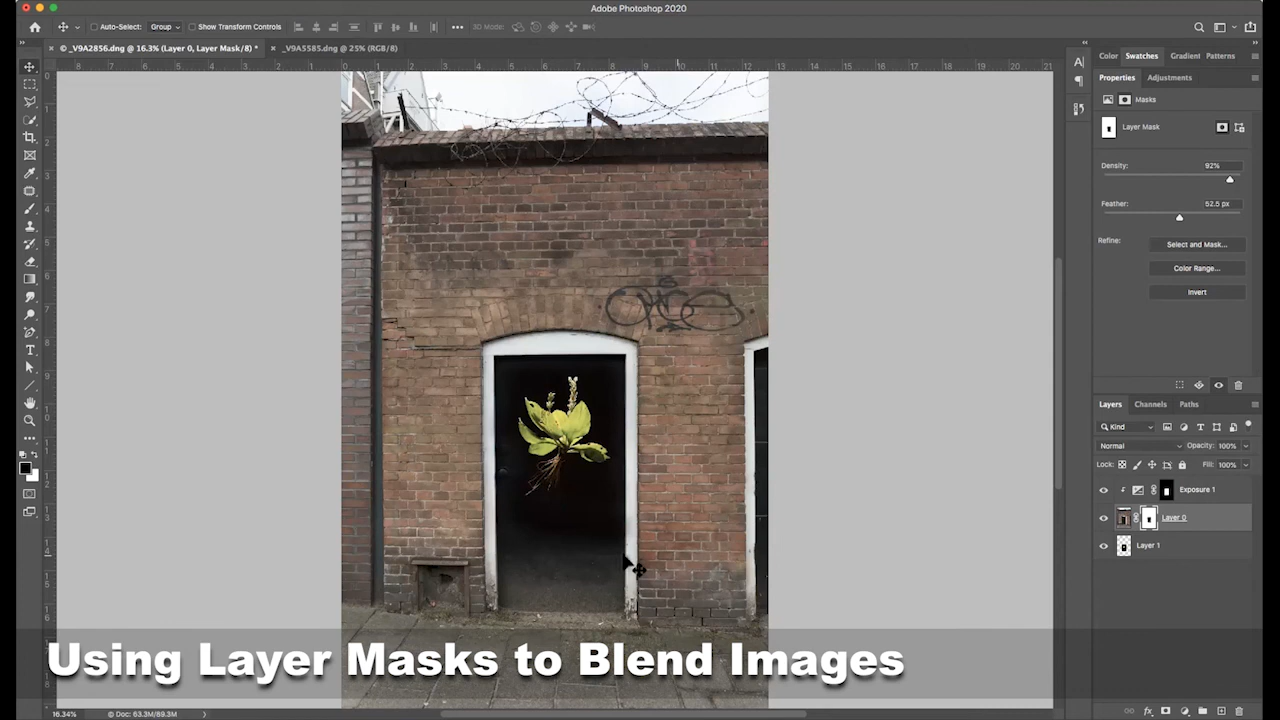 Adobe Photoshop 2020
Auto-Select: Group Show Transform Controls 3D Mode:
© _V9A2856.dng @ 16.3% (Layer 0, Layer Mask/8) * _V9A5585.dng @ 25% (RGB/8)
Color Swatches Gradient Patterns
Properties Adjustments
Masks
Layer Mask
Density: 92%
Feather: 52.5 px
Refine: Select and Mask...
Color Range...
Invert
Layers Channels Paths
Kind
Normal Opacity: 100%
Lock: Fill: 100%
Exposure 1
Layer 0
Layer 1
Using Layer Masks to Blend Images
16.34% Doc: 63.3M/89.3M